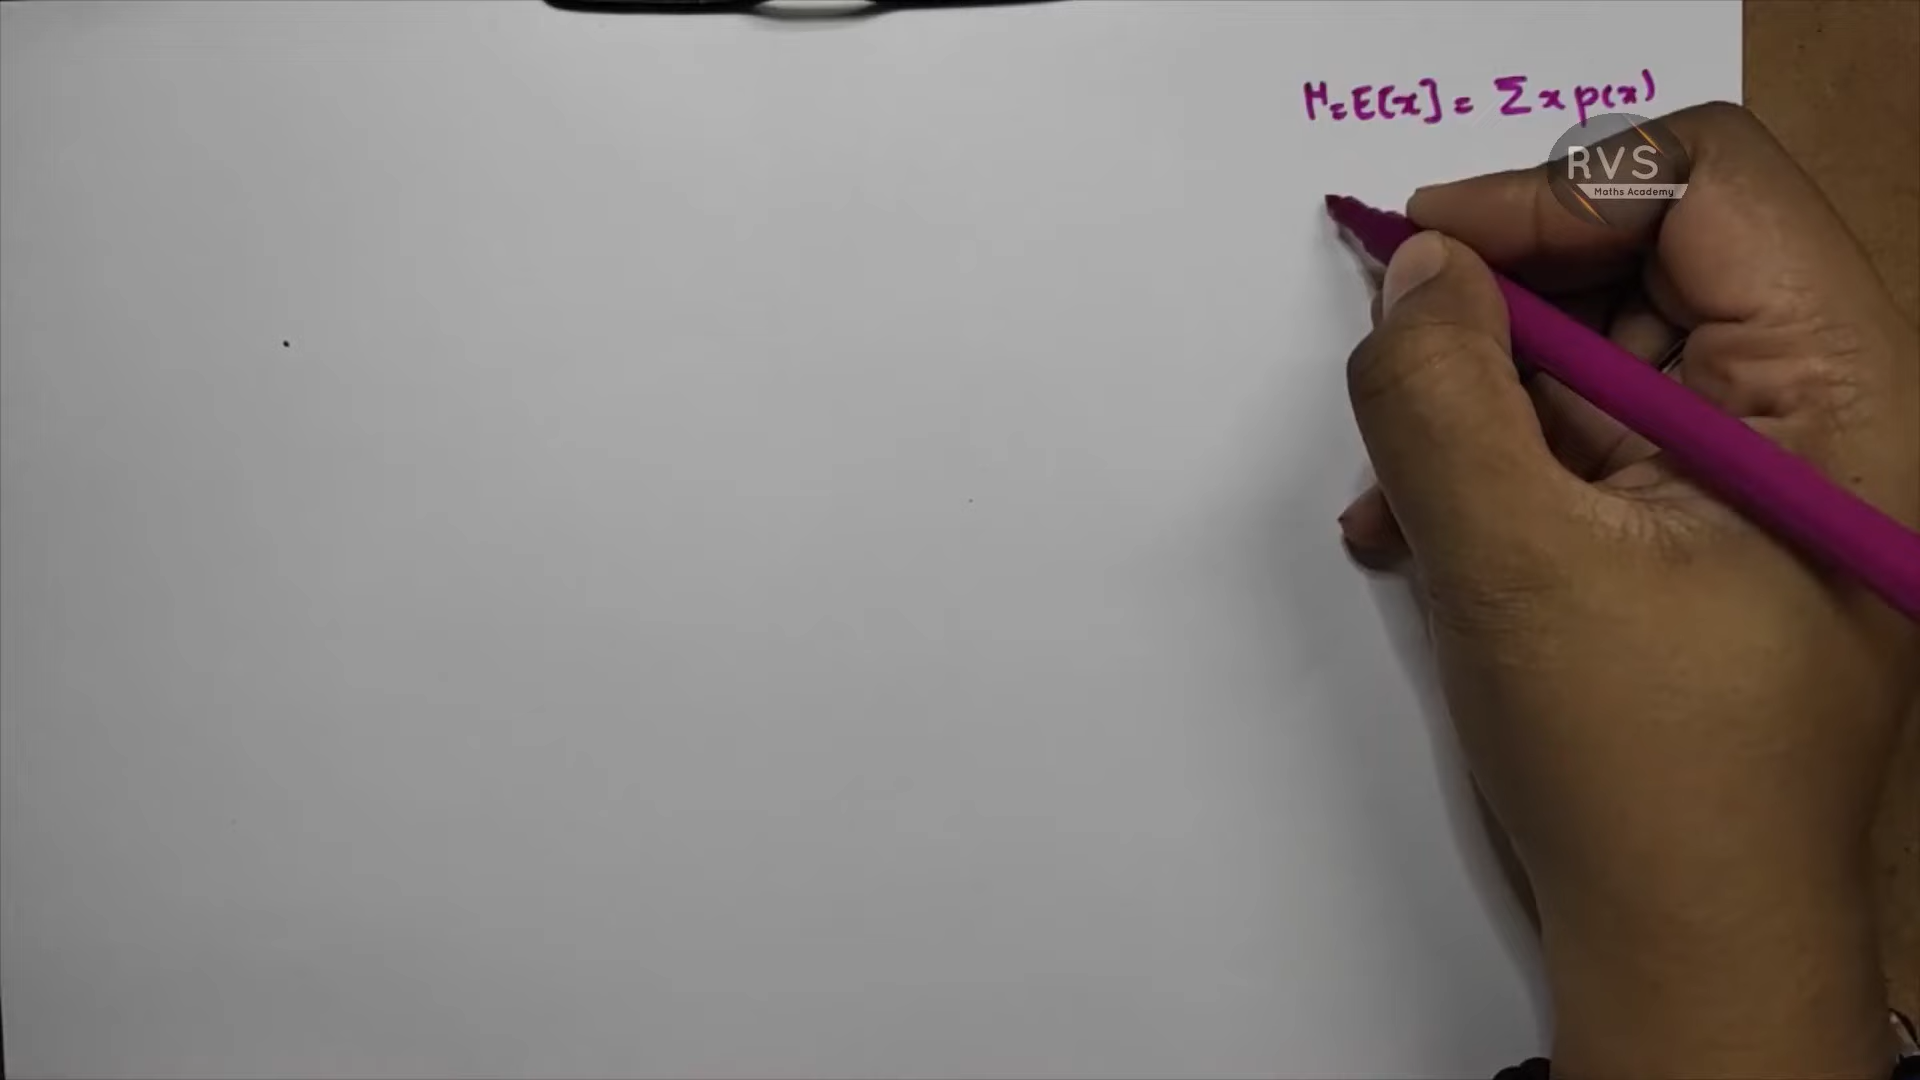 μ = E[x] = Σ x p(x)
RVS
Maths Academy